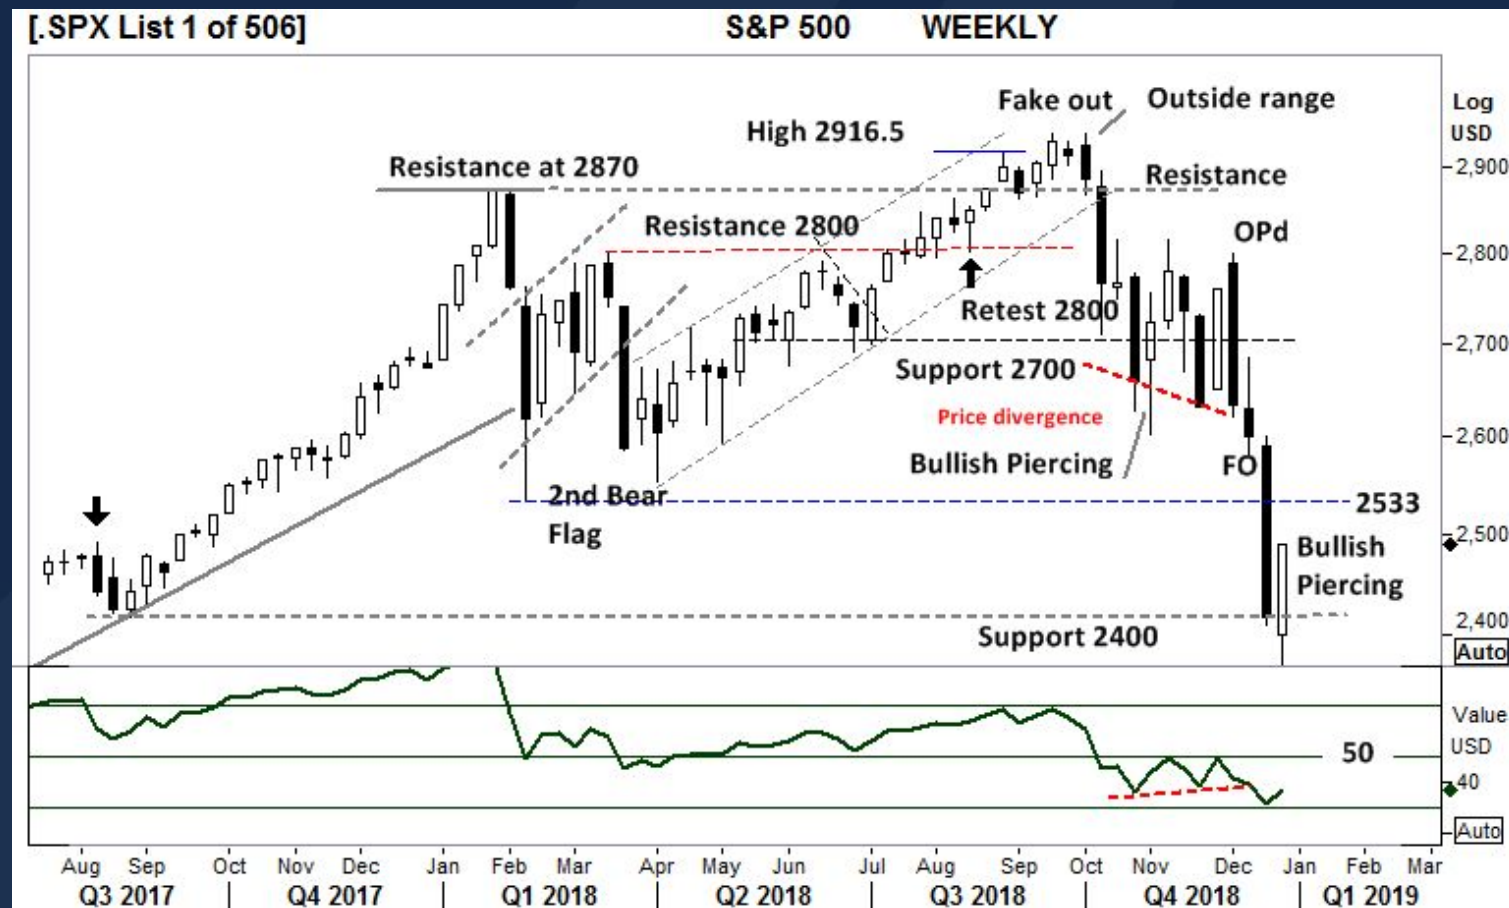 [.SPX List 1 of 506] S&P 500 WEEKLY
Log
USD
Fake out Outside range
High 2916.5
2,900
Resistance at 2870
Resistance
Resistance 2800
OPd
2,800
Retest 2800
2,700
Support 2700
Price divergence
Bullish Piercing
2,600
FO
2nd Bear
Flag
2533
2,500
Bullish
Piercing
2,400
Support 2400
Auto
Value
USD
50
40
Auto
Aug Sep Oct Nov Dec Jan Feb Mar Apr May Jun Jul Aug Sep Oct Nov Dec Jan Feb Mar
Q3 2017 Q4 2017 Q1 2018 Q2 2018 Q3 2018 Q4 2018 Q1 2019